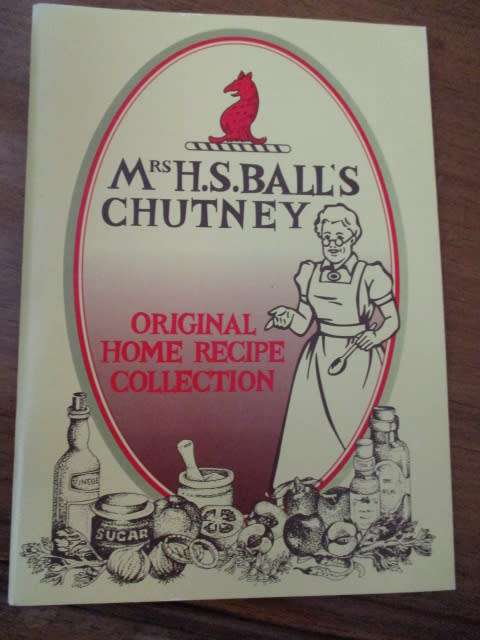 MRS H.S. BALL'S
CHUTNEY
ORIGINAL
HOME RECIPE
COLLECTION
VINEGAR
SUGAR